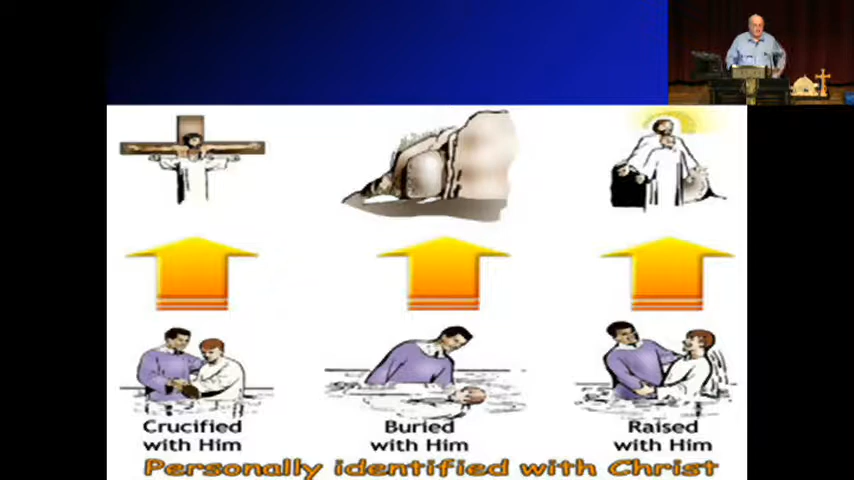 Crucified
with Him
Buried
with Him
Raised
with Him
Personally identified with Christ